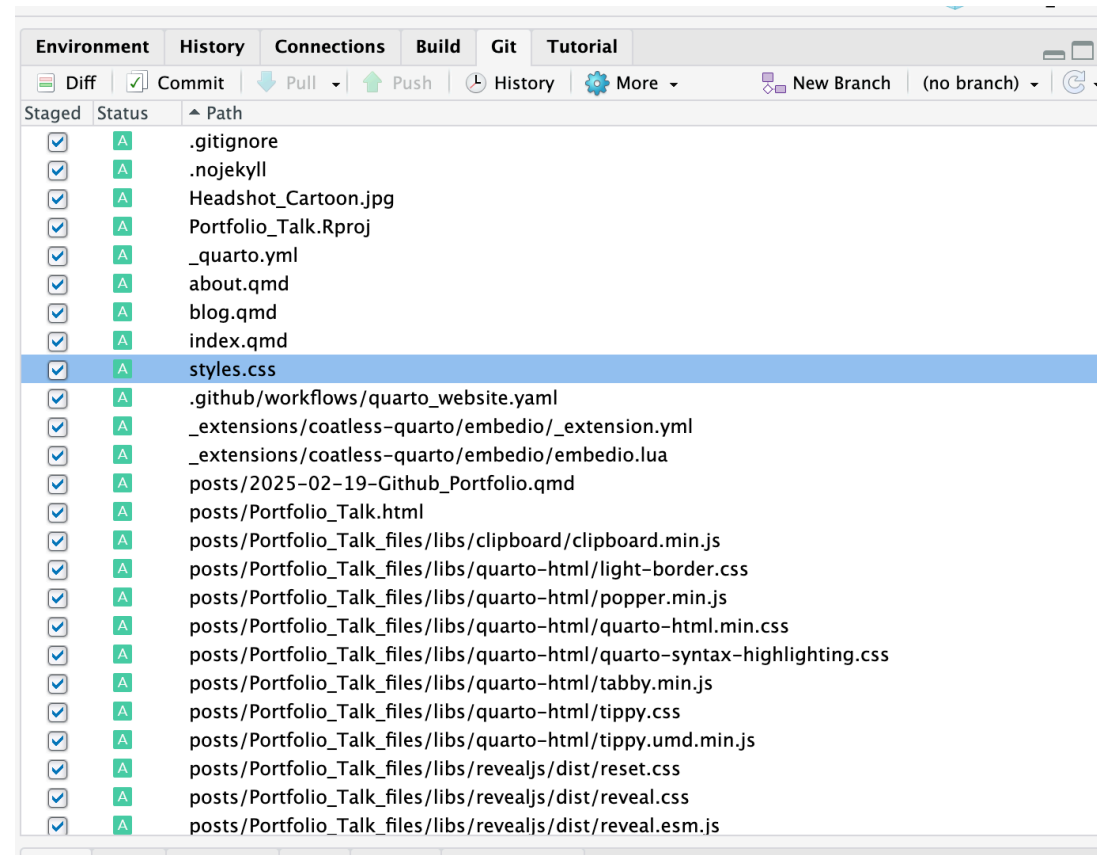 Environment History Connections Build Git Tutorial
Diff Commit Pull Push History More New Branch (no branch)
Staged Status Path
A .gitignore
A .nojekyll
A Headshot_Cartoon.jpg
A Portfolio_Talk.Rproj
A _quarto.yml
A about.qmd
A blog.qmd
A index.qmd
A styles.css
A .github/workflows/quarto_website.yaml
A _extensions/coatless-quarto/embedio/_extension.yml
A _extensions/coatless-quarto/embedio/embedio.lua
A posts/2025-02-19-Github_Portfolio.qmd
A posts/Portfolio_Talk.html
A posts/Portfolio_Talk_files/libs/clipboard/clipboard.min.js
A posts/Portfolio_Talk_files/libs/quarto-html/light-border.css
A posts/Portfolio_Talk_files/libs/quarto-html/popper.min.js
A posts/Portfolio_Talk_files/libs/quarto-html/quarto-html.min.css
A posts/Portfolio_Talk_files/libs/quarto-html/quarto-syntax-highlighting.css
A posts/Portfolio_Talk_files/libs/quarto-html/tabby.min.js
A posts/Portfolio_Talk_files/libs/quarto-html/tippy.css
A posts/Portfolio_Talk_files/libs/quarto-html/tippy.umd.min.js
A posts/Portfolio_Talk_files/libs/revealjs/dist/reset.css
A posts/Portfolio_Talk_files/libs/revealjs/dist/reveal.css
A posts/Portfolio_Talk_files/libs/revealjs/dist/reveal.esm.js